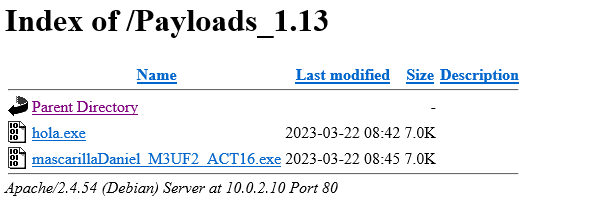 Index of /Payloads_1.13
Name Last modified Size Description
Parent Directory -
hola.exe 2023-03-22 08:42 7.0K
mascarillaDaniel_M3UF2_ACT16.exe 2023-03-22 08:45 7.0K
Apache/2.4.54 (Debian) Server at 10.0.2.10 Port 80